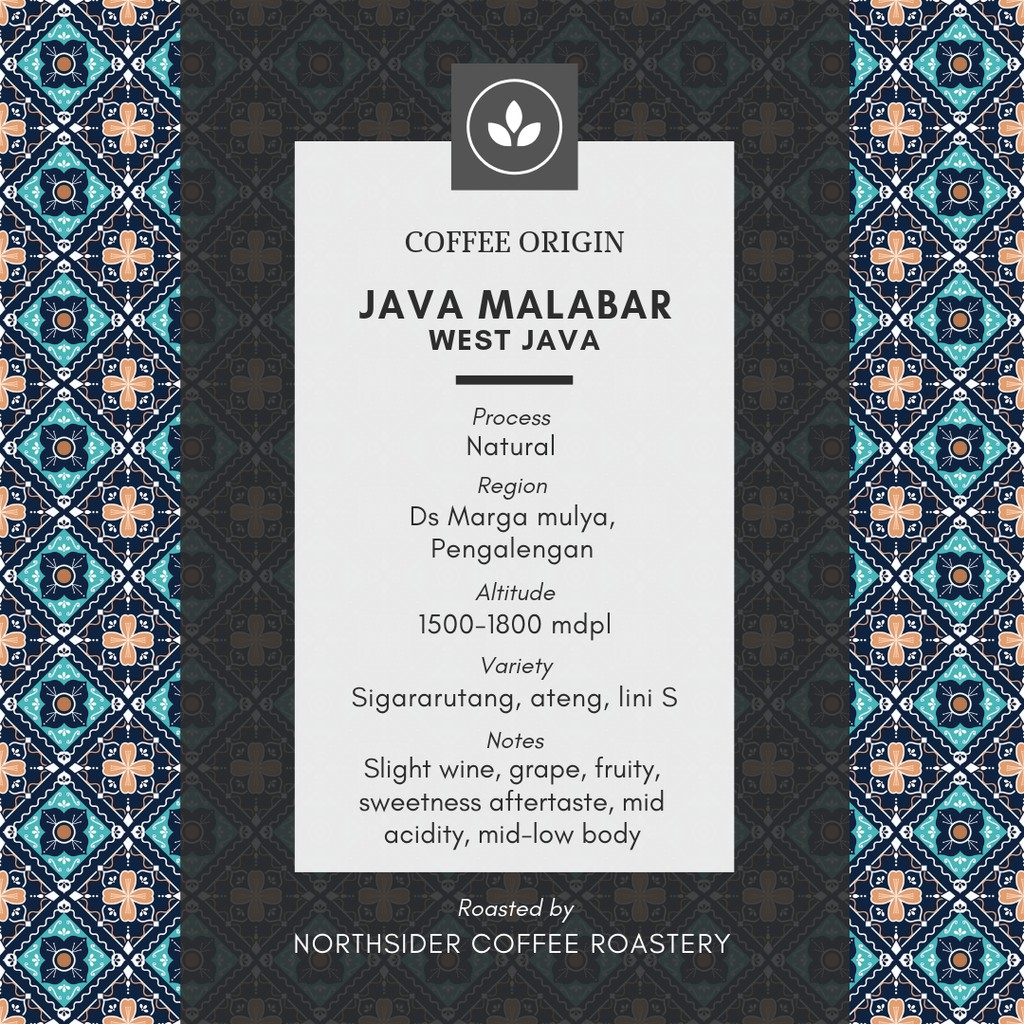 COFFEE ORIGIN
JAVA MALABAR
WEST JAVA
Process
Natural
Region
Ds Marga mulya,
Pengalengan
Altitude
1500-1800 mdpl
Variety
Sigararutang, ateng, lini S
Notes
Slight wine, grape, fruity,
sweetness aftertaste, mid
acidity, mid-low body
Roasted by
NORTHSIDER COFFEE ROASTERY